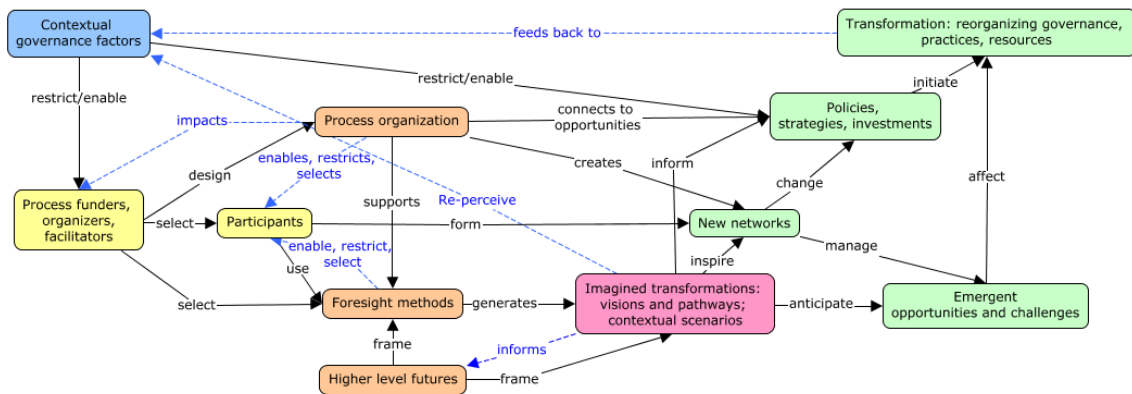 Contextual
governance factors
feeds back to
Transformation: reorganizing governance,
practices, resources
restrict/enable
restrict/enable
initiate
impacts
Process organization
connects to
opportunities
Policies,
strategies, investments
enables, restricts,
selects
design
creates
inform
affect
change
Process funders,
organizers,
facilitators
select
Participants
supports
Re-perceive
form
New networks
enable, restrict,
select
use
inspire
manage
select
Foresight methods
generates
Imagined transformations:
visions and pathways;
contextual scenarios
anticipate
Emergent
opportunities and challenges
frame
informs
Higher level futures
frame